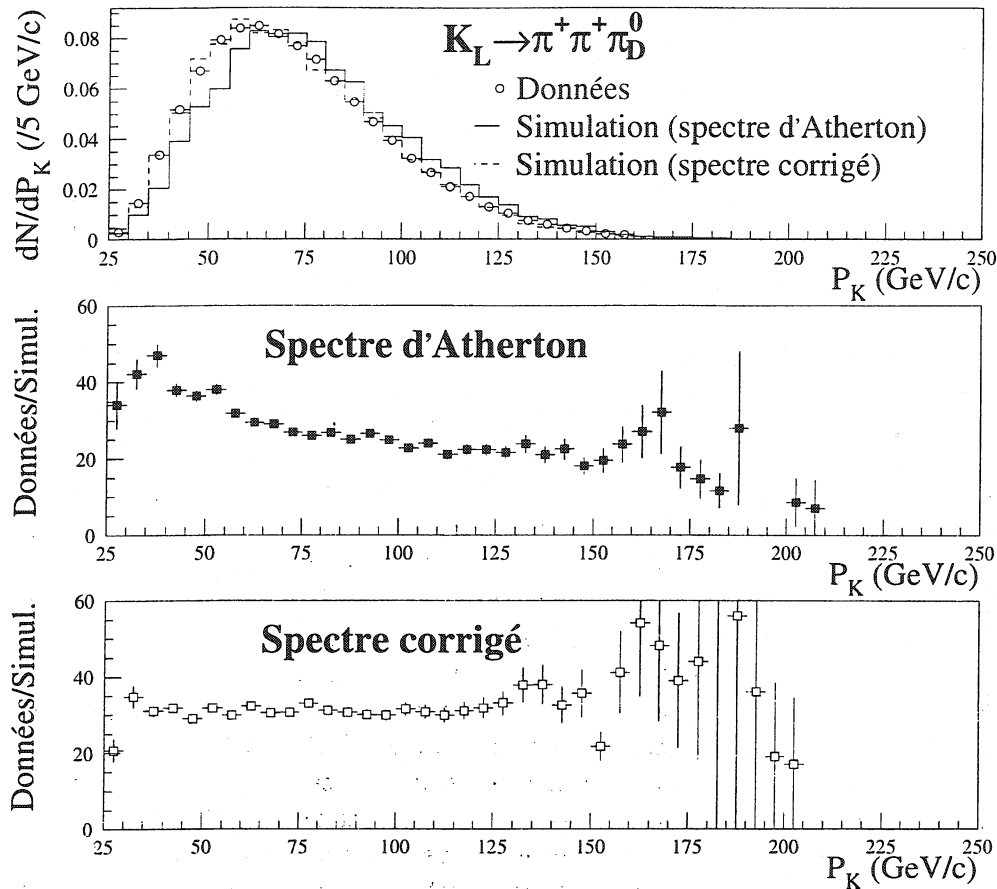 K_L → π⁺π⁺π_D⁰
○ Données
— Simulation (spectre d'Atherton)
---- Simulation (spectre corrigé)
dN/dP_K (/5 GeV/c)
0.08
0.06
0.04
0.02
0
25 50 75 100 125 150 175 200 225 250
P_K (GeV/c)
Spectre d'Atherton
Données/Simul.
60
40
20
0
25 50 75 100 125 150 175 200 225 250
P_K (GeV/c)
Spectre corrigé
Données/Simul.
60
40
20
0
25 50 75 100 125 150 175 200 225 250
P_K (GeV/c)